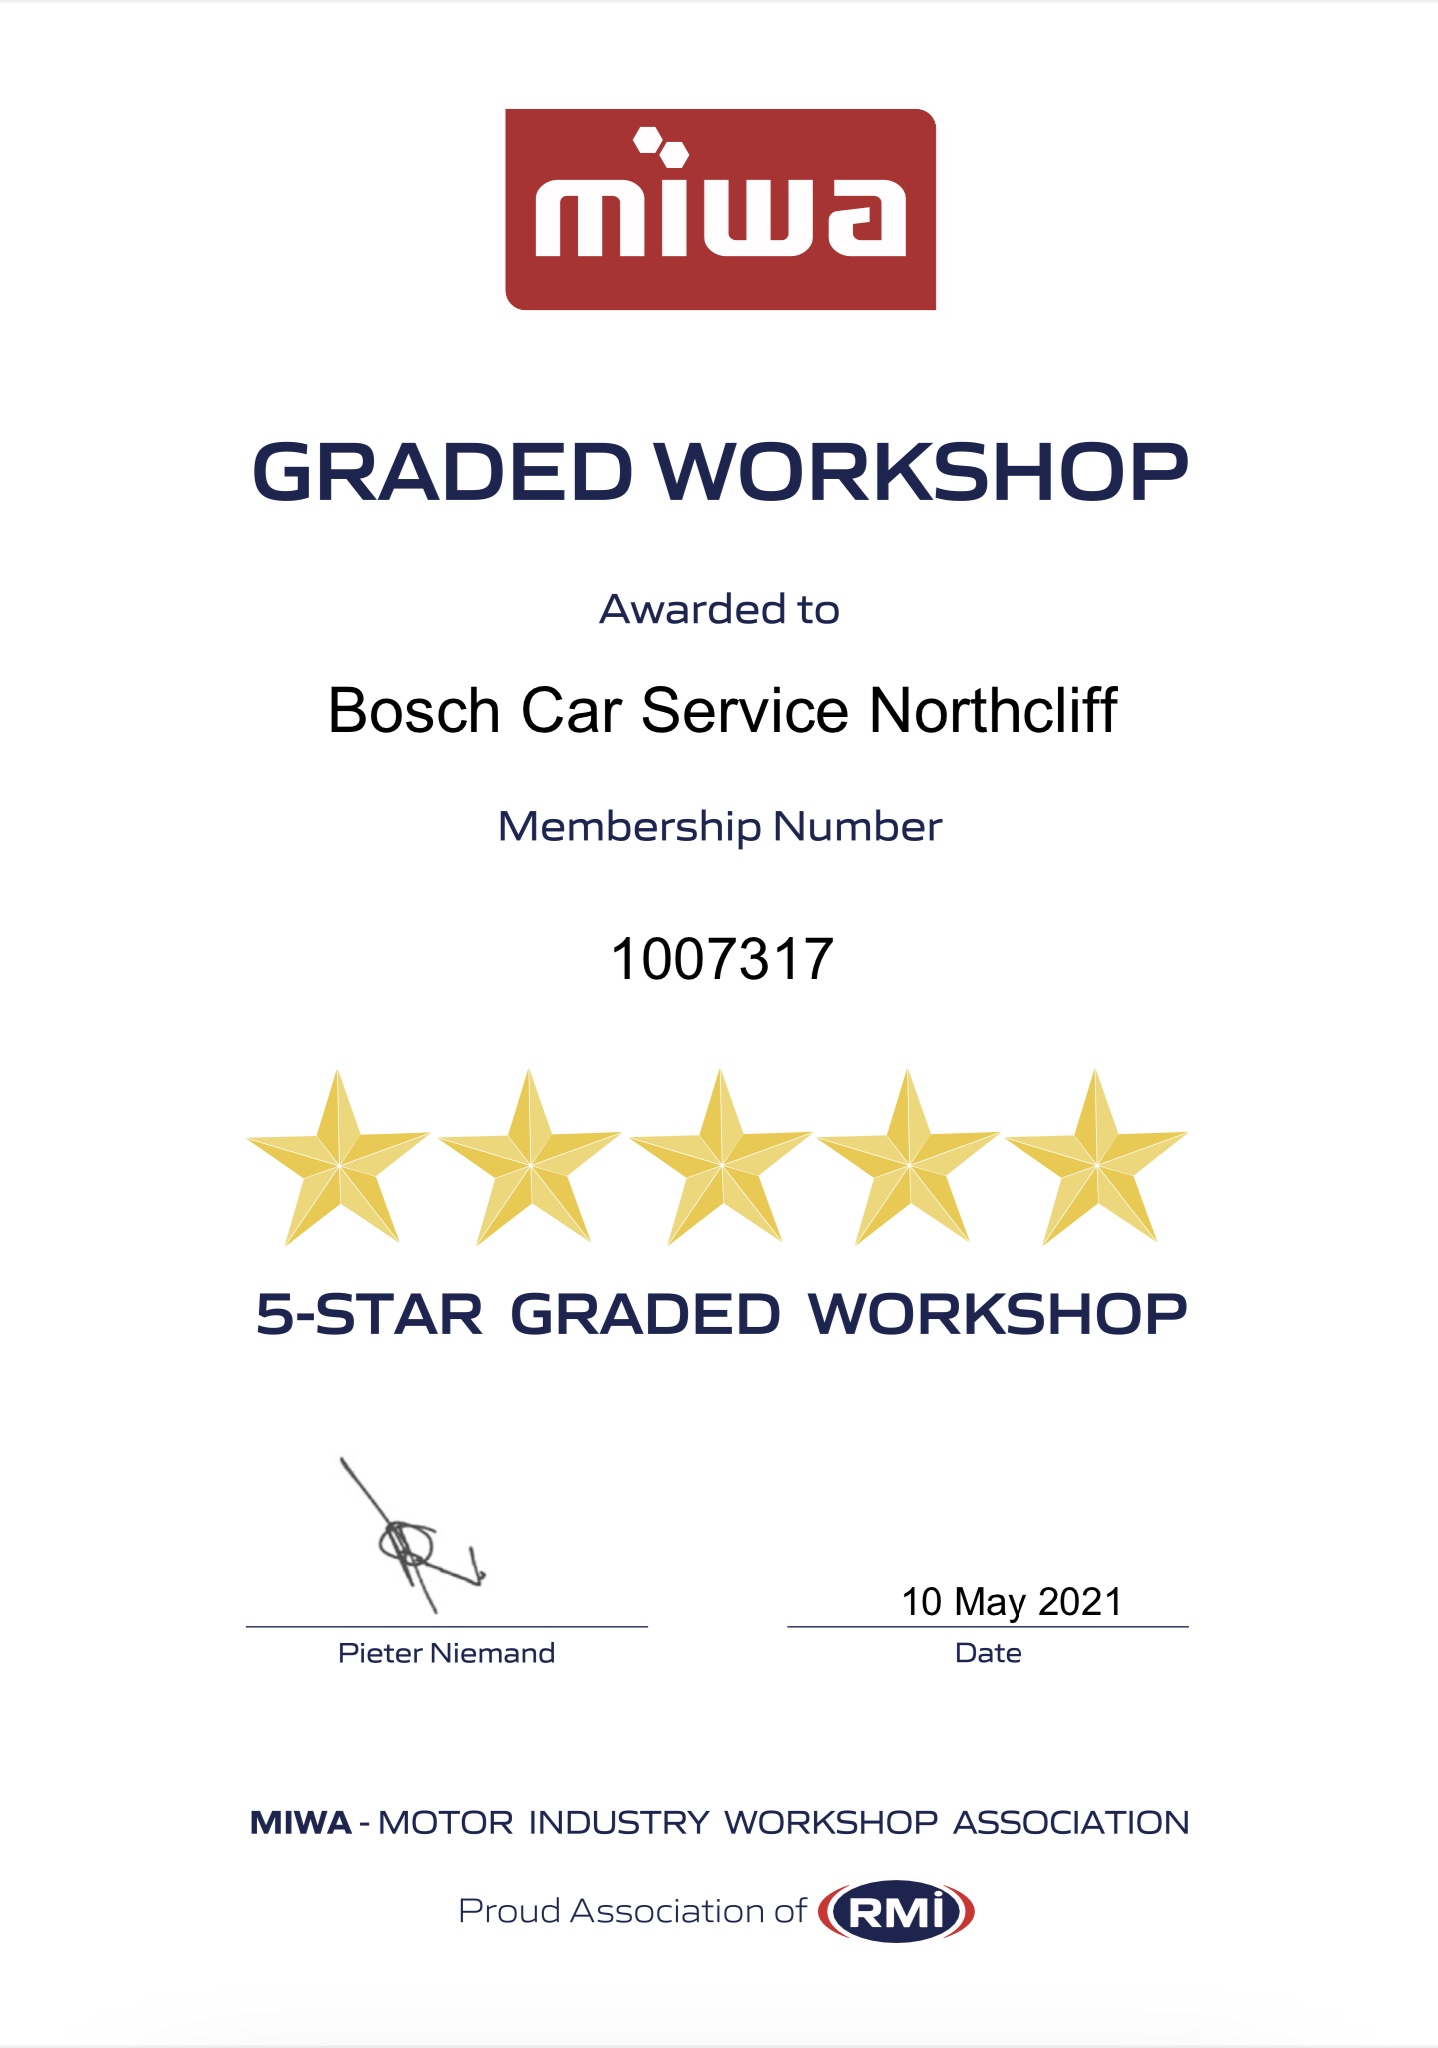 miwa
GRADED WORKSHOP
Awarded to
Bosch Car Service Northcliff
Membership Number
1007317
5-STAR GRADED WORKSHOP
10 May 2021
Pieter Niemand
Date
MIWA - MOTOR INDUSTRY WORKSHOP ASSOCIATION
Proud Association of RMi